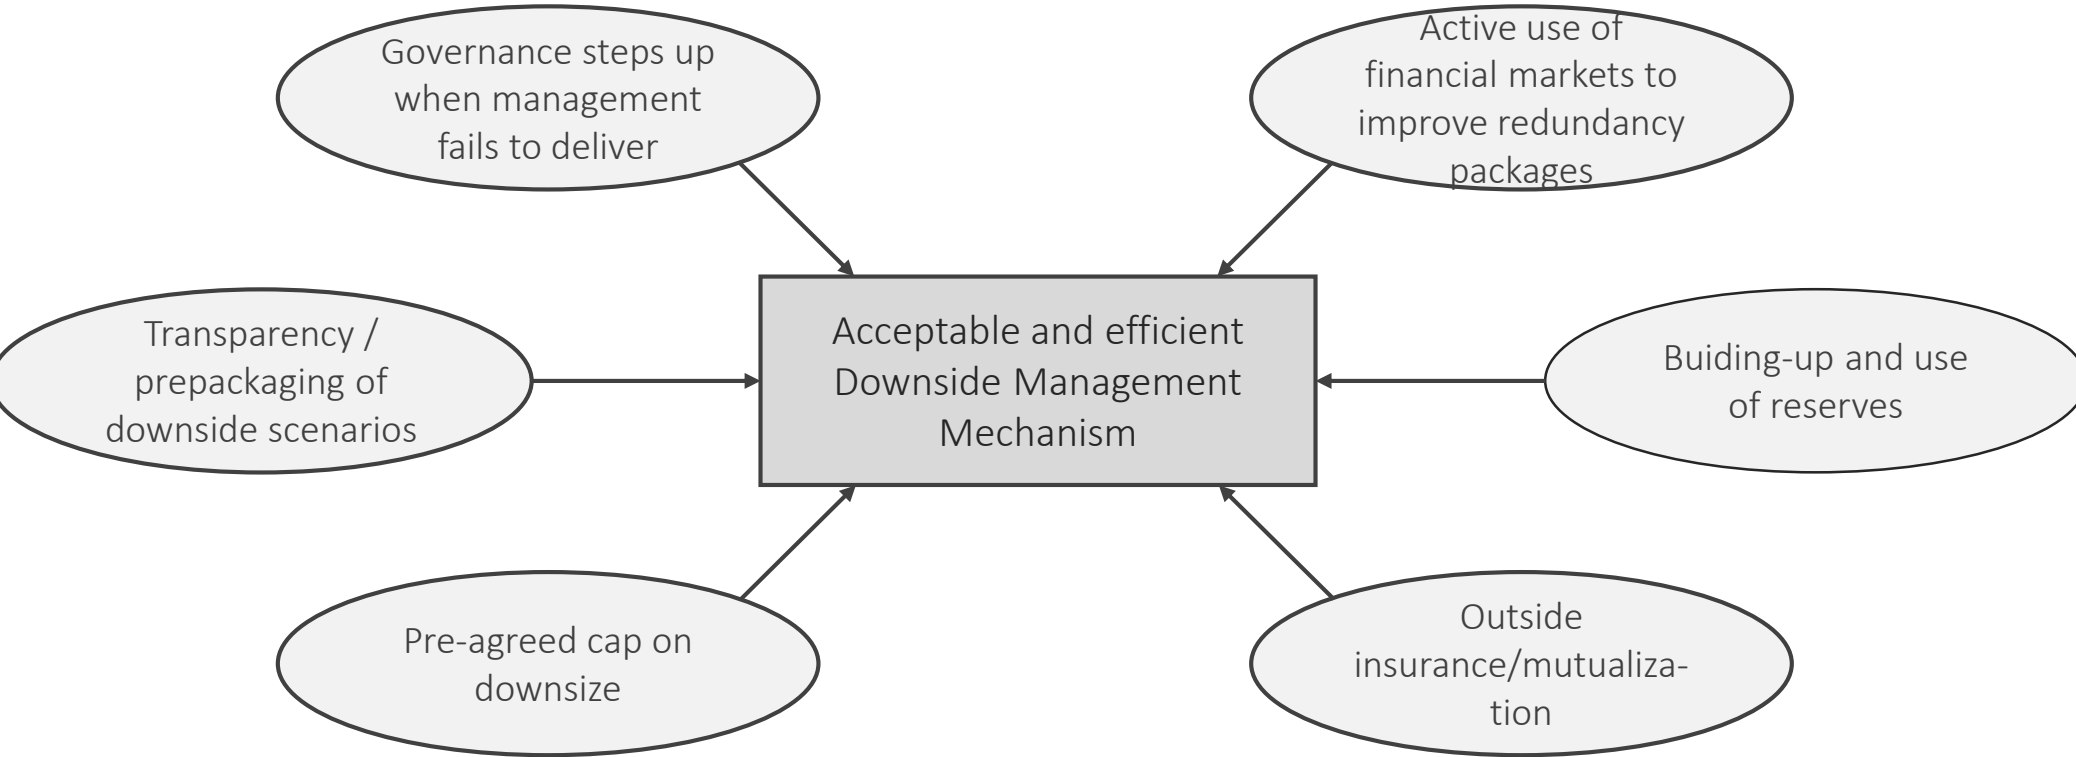 Governance steps up
when management
fails to deliver
Active use of
financial markets to
improve redundancy
packages
Transparency /
prepackaging of
downside scenarios
Acceptable and efficient
Downside Management
Mechanism
Buiding-up and use
of reserves
Pre-agreed cap on
downsize
Outside
insurance/mutualiza-
tion